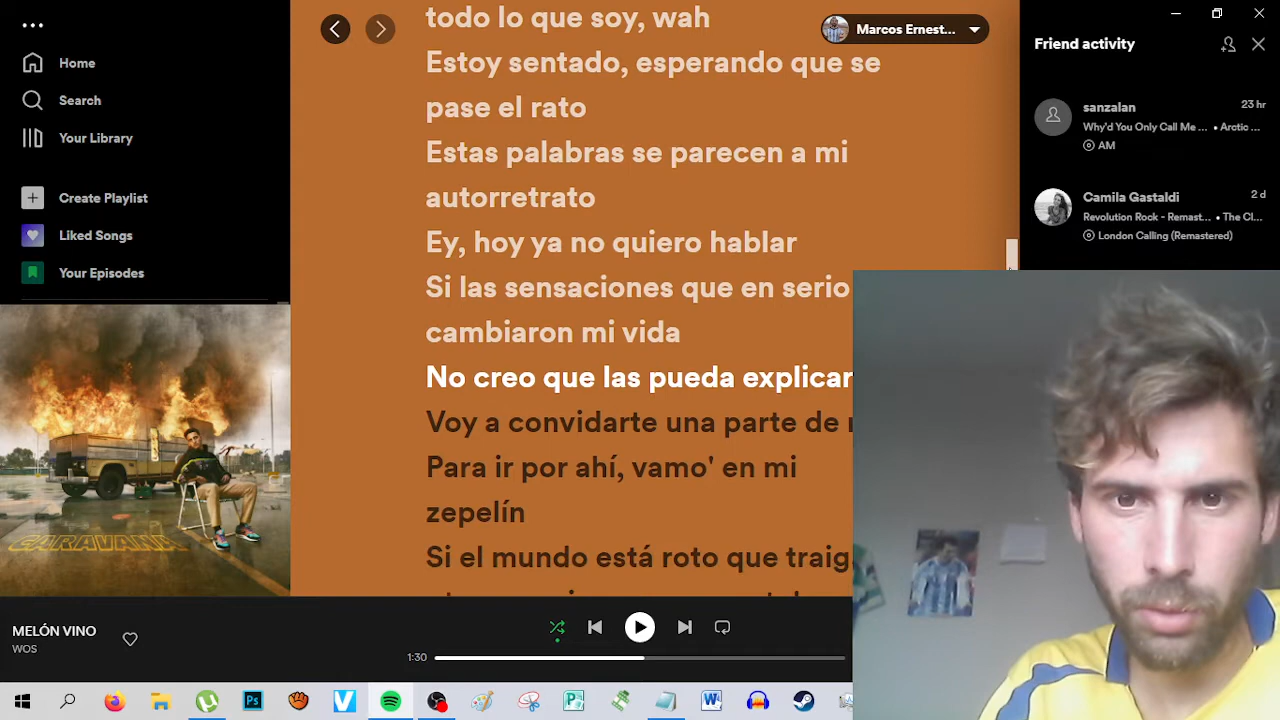 Home
Search
Your Library
Create Playlist
Liked Songs
Your Episodes
todo lo que soy, wah
Estoy sentado, esperando que se
pase el rato
Estas palabras se parecen a mi
autorretrato
Ey, hoy ya no quiero hablar
Si las sensaciones que en serio
cambiaron mi vida
No creo que las pueda explicar
Voy a convidarte una parte de
Para ir por ahí, vamo' en mi
zepelín
Si el mundo está roto que traig
Marcos Ernest...
Friend activity
sanzalan
23 hr
Why'd You Only Call Me ... • Arctic ...
AM
Camila Gastaldi
2 d
Revolution Rock - Remast... • The Cl...
London Calling (Remastered)
CARAVANA
MELÓN VINO
WOS
1:30
Ps
V
P
W